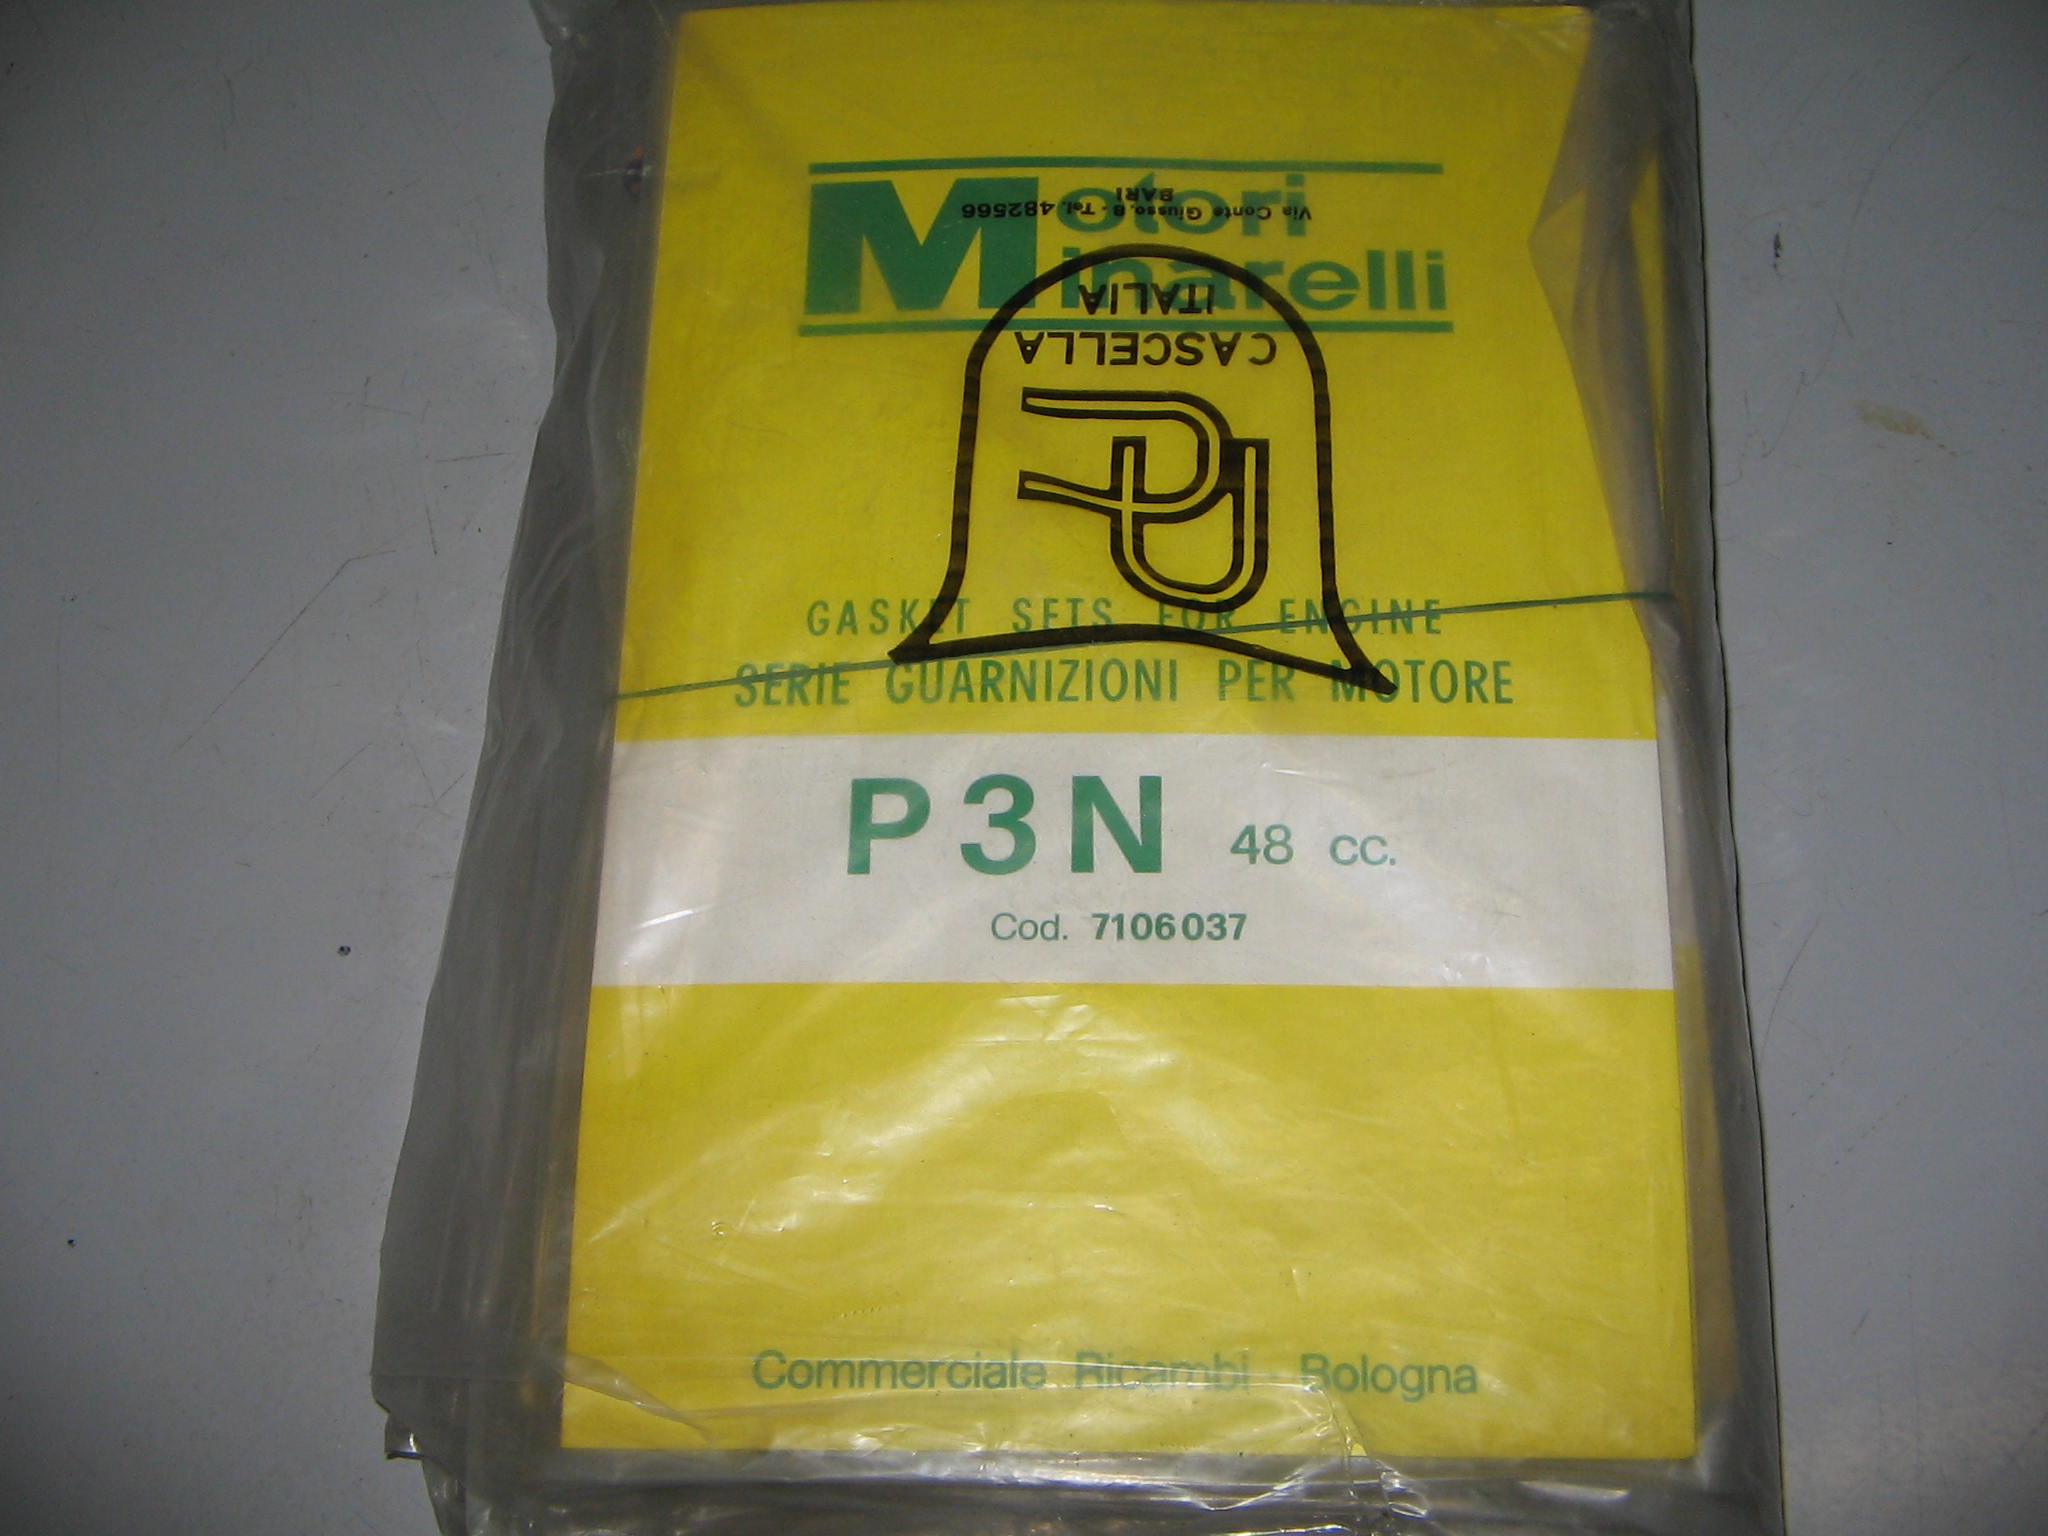 Motori
Minarelli
GASKET SETS FOR ENGINE
SERIE GUARNIZIONI PER MOTORE
P3N 48 cc.
Cod. 7106037
Commerciale Ricambi - Bologna
CASCELLA
ITALIA
Via Conte Giusso, 8 - Tel. 482566
BARI